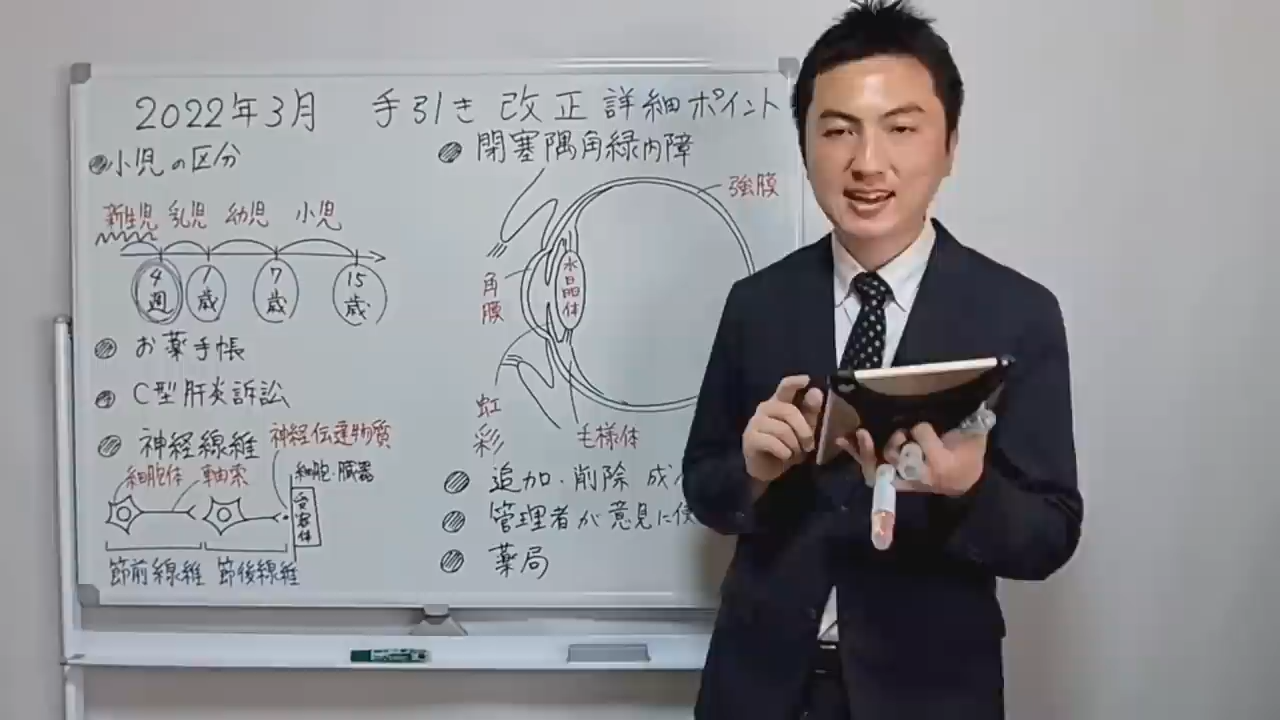 2022年3月 手引き 改正 詳細ポイント
小児の区分
新生児 乳児 幼児 小児
4週 1歳 7歳 15歳
お薬手帳
C型肝炎訴訟
神経線維
神経伝達物質
細胞体 軸索
細胞・臓器
受容体
節前線維 節後線維
閉塞隅角緑内障
強膜
角膜
水晶体
虹彩
毛様体
追加・削除 成
管理者が意見に
薬局